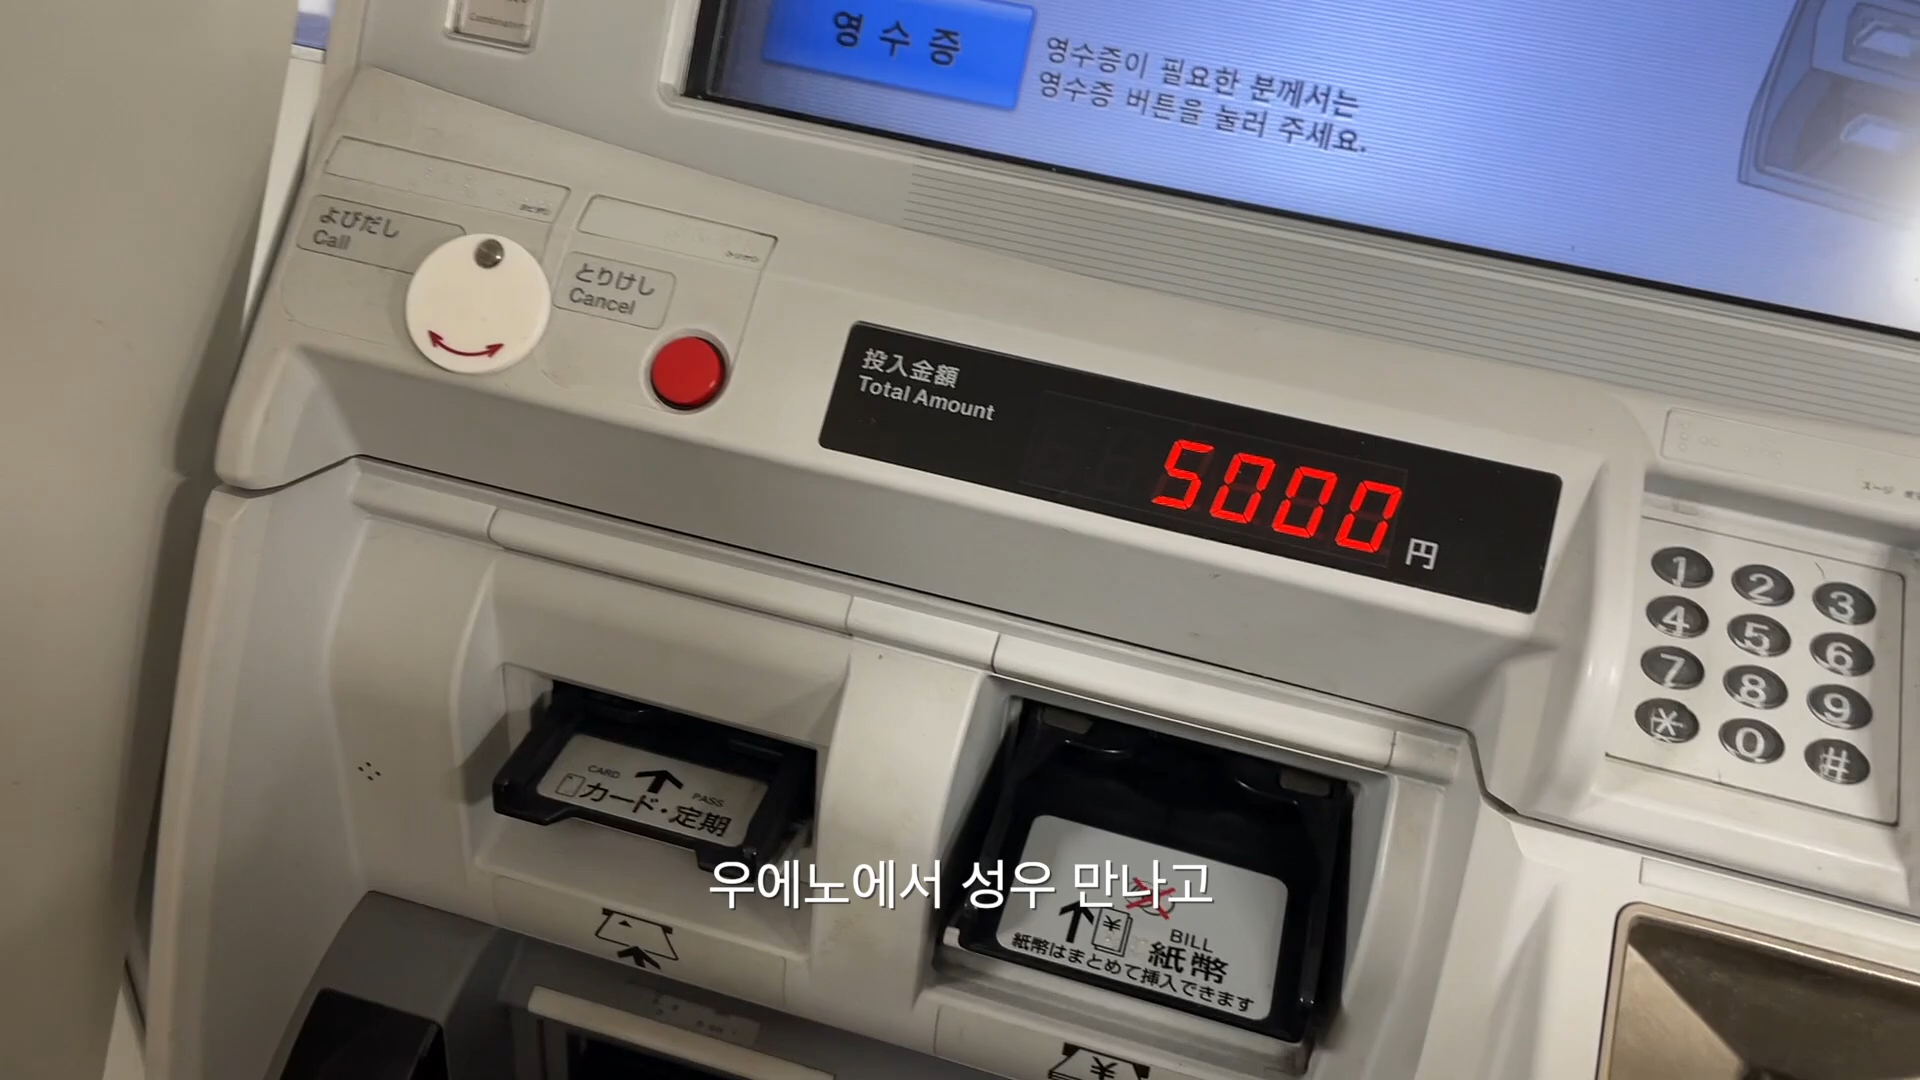 영수증
영수증이 필요한 분께서는
영수증 버튼을 눌러 주세요.
よびだし
Call
とりけし
Cancel
投入金額
Total Amount
5000
円
1 2 3
4 5 6
7 8 9
* 0 #
CARD
PASS
カード・定期
우에노에서 성우 만나고
BILL
紙幣
紙幣はまとめて挿入できます